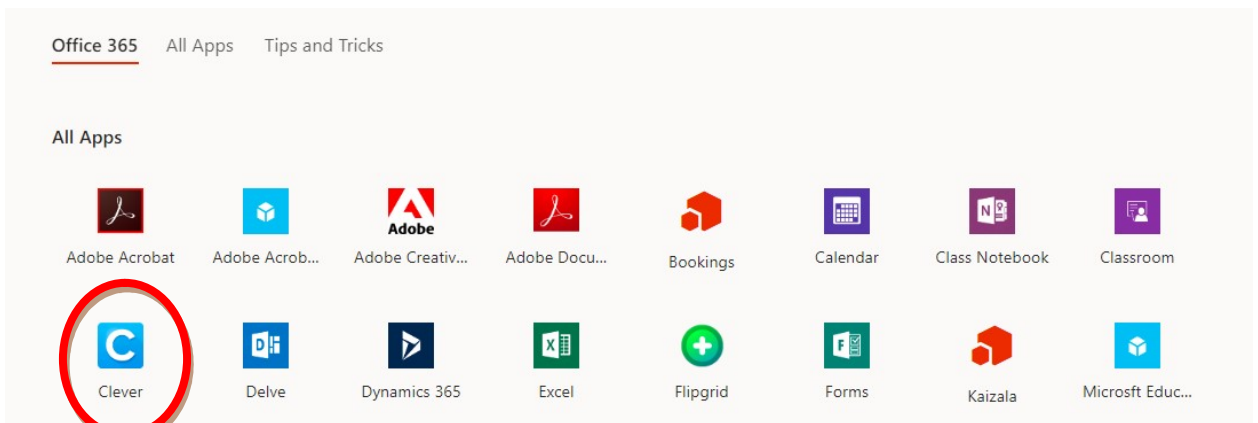 Office 365 All Apps Tips and Tricks
All Apps
Adobe
Adobe Acrobat Adobe Acrob... Adobe Creativ... Adobe Docu... Bookings Calendar Class Notebook Classroom
Clever Delve Dynamics 365 Excel Flipgrid Forms Kaizala Microsft Educ...